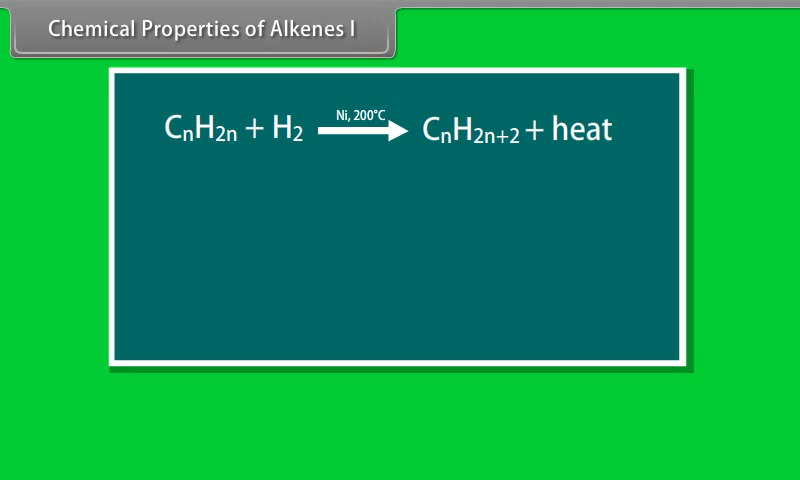 Chemical Properties of Alkenes I
CₙH₂ₙ + H₂ Ni, 200°C → CₙH₂ₙ₊₂ + heat